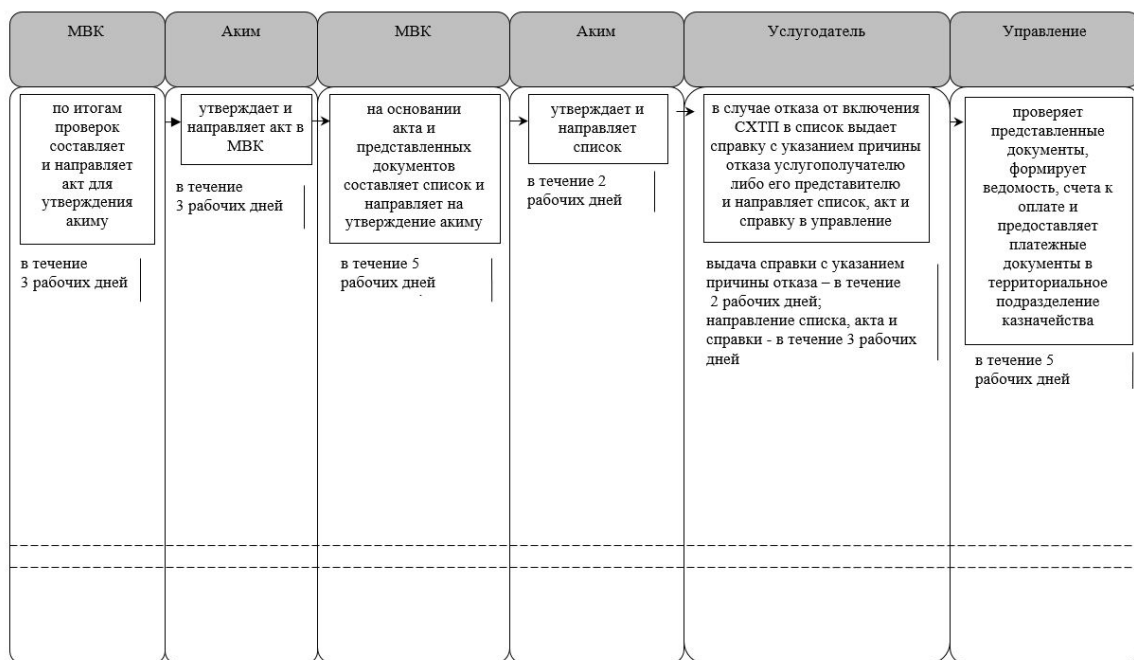 МВК
Аким
МВК
Аким
Услугодатель
Управление
по итогам
проверок
составляет
и направляет
акт для
утверждения
акиму
в течение
3 рабочих дней
утверждает и
направляет акт в
МВК
в течение
3 рабочих дней
на основании
акта и
представленных
документов
составляет список и
направляет на
утверждение акиму
в течение 5
рабочих дней
утверждает и
направляет
список
в течение 2
рабочих дней
в случае отказа от включения
СХТП в список выдает
справку с указанием причины
отказа услугополучателю
либо его представителю
и направляет список, акт и
справку в управление
выдача справки с указанием
причины отказа – в течение
2 рабочих дней;
направление списка, акта и
справки - в течение 3 рабочих
дней
проверяет
представленные
документы,
формирует
ведомость, счета к
оплате и
предоставляет
платежные
документы в
территориальное
подразделение
казначейства
в течение 5
рабочих дней